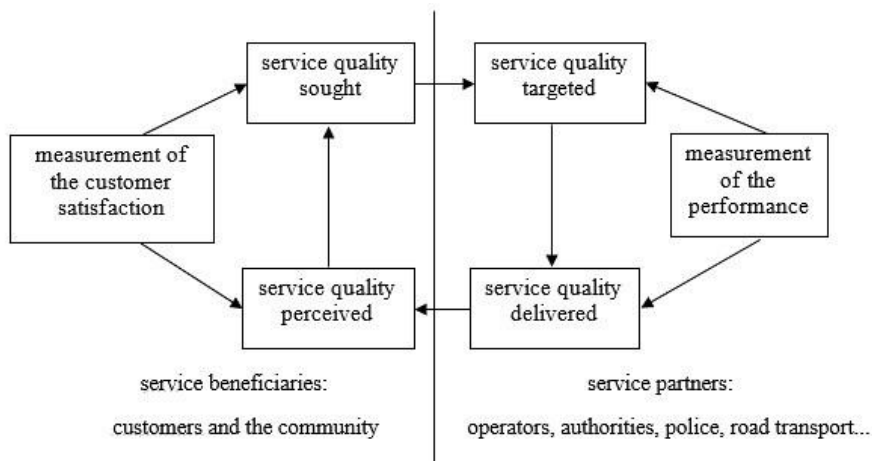 service quality
sought
service quality
targeted
measurement of
the customer
satisfaction
measurement
of the
performance
service quality
perceived
service quality
delivered
service beneficiaries:
customers and the community
service partners:
operators, authorities, police, road transport...